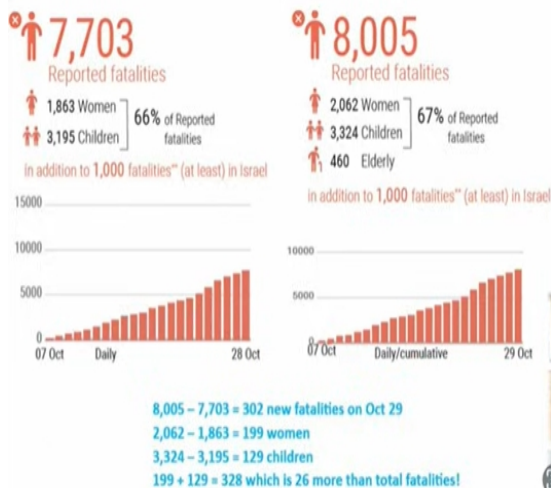 7,703
Reported fatalities
1,863 Women
3,195 Children
66% of Reported
fatalities
in addition to 1,000 fatalities** (at least) in Israel
15000
10000
5000
0
07 Oct
Daily
28 Oct
8,005
Reported fatalities
2,062 Women
3,324 Children
67% of Reported
fatalities
460 Elderly
in addition to 1,000 fatalities** (at least) in Israel
10000
5000
0
07 Oct
Daily/cumulative
29 Oct
8,005 – 7,703 = 302 new fatalities on Oct 29
2,062 – 1,863 = 199 women
3,324 – 3,195 = 129 children
199 + 129 = 328 which is 26 more than total fatalities!